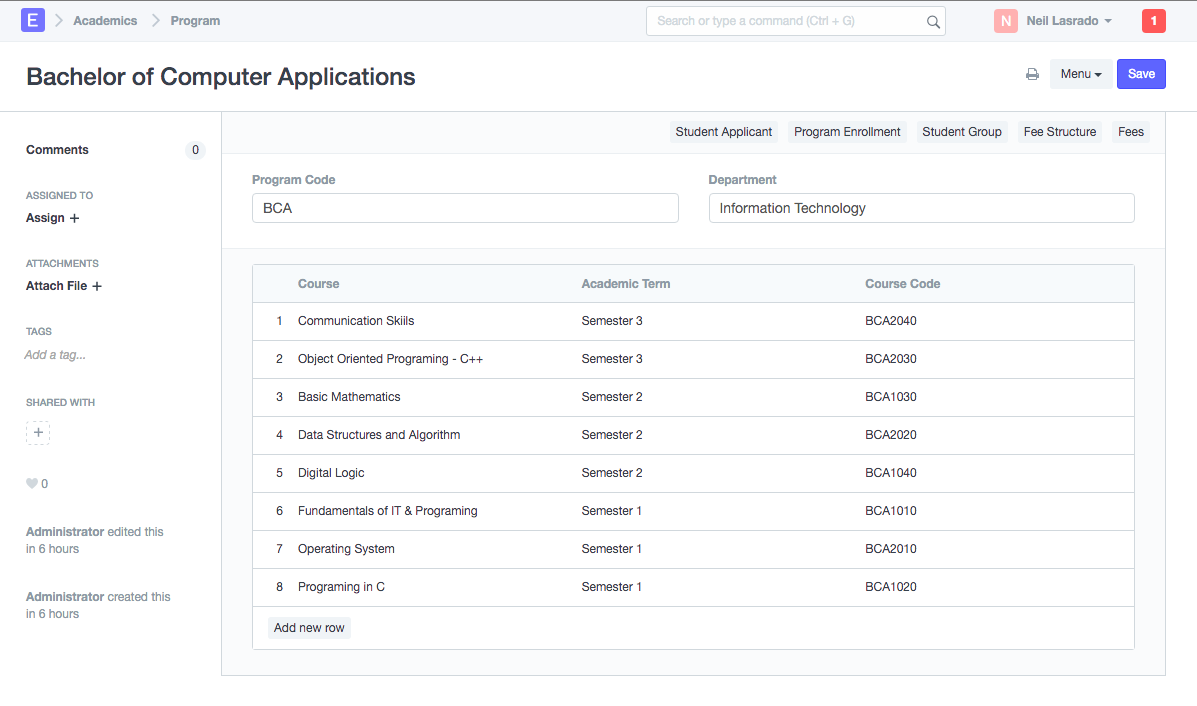 E Academics Program Search or type a command (Ctrl + G) N Neil Lasrado 1
Bachelor of Computer Applications Menu Save
Student Applicant Program Enrollment Student Group Fee Structure Fees
Comments 0
ASSIGNED TO
Assign +
ATTACHMENTS
Attach File +
TAGS
Add a tag...
SHARED WITH
+
0
Administrator edited this
in 6 hours
Administrator created this
in 6 hours
Program Code Department
BCA Information Technology
Course Academic Term Course Code
1 Communication Skills Semester 3 BCA2040
2 Object Oriented Programing - C++ Semester 3 BCA2030
3 Basic Mathematics Semester 2 BCA1030
4 Data Structures and Algorithm Semester 2 BCA2020
5 Digital Logic Semester 2 BCA1040
6 Fundamentals of IT & Programing Semester 1 BCA1010
7 Operating System Semester 1 BCA2010
8 Programing in C Semester 1 BCA1020
Add new row